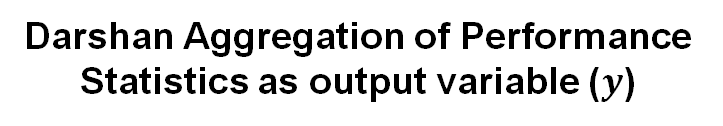 Darshan Aggregation of Performance
Statistics as output variable (y)